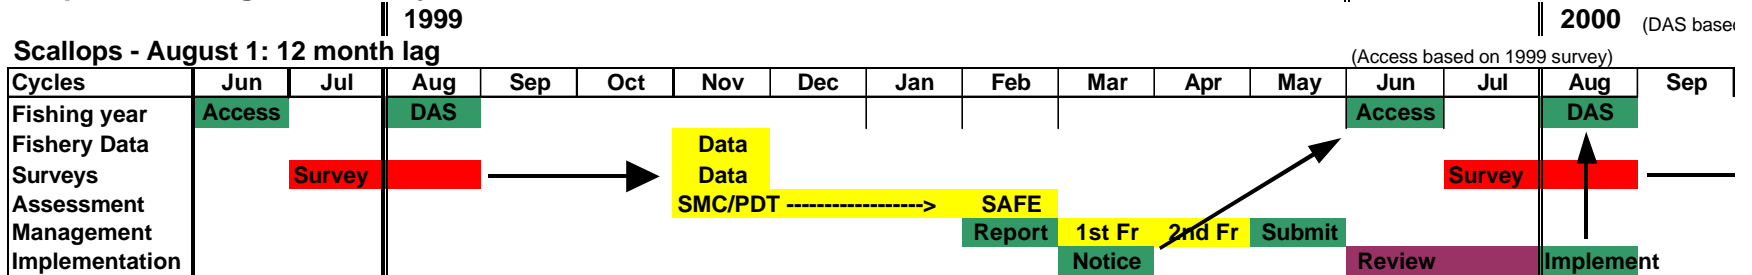 1999 2000 (DAS based
Scallops - August 1: 12 month lag (Access based on 1999 survey)
Cycles Jun Jul Aug Sep Oct Nov Dec Jan Feb Mar Apr May Jun Jul Aug Sep
Fishing year Access DAS Access DAS
Fishery Data Data
Surveys Survey Data Survey
Assessment SMC/PDT ------------------> SAFE
Management Report 1st Fr 2nd Fr Submit
Implementation Notice Review Implement